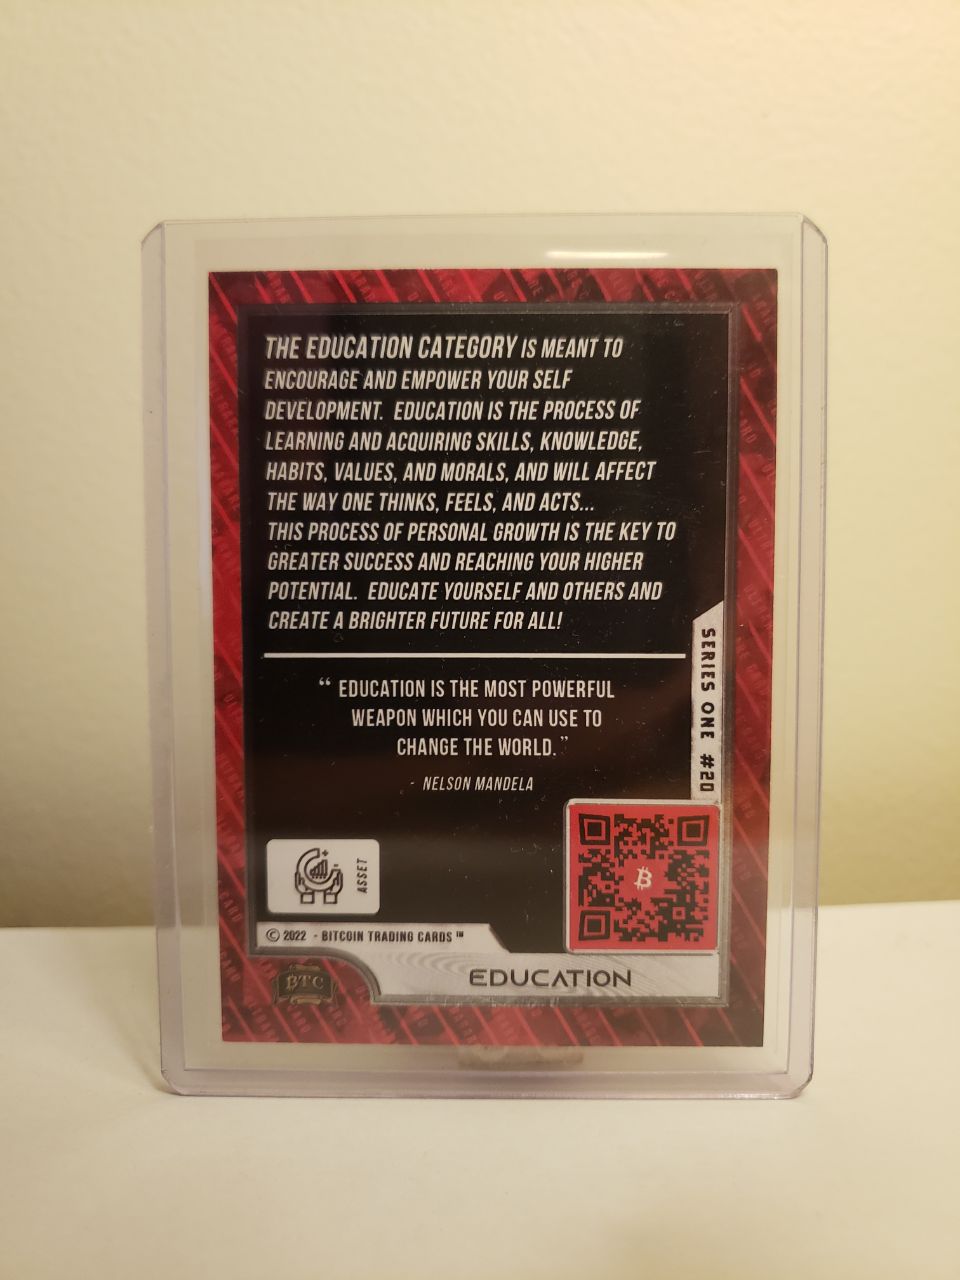 THE EDUCATION CATEGORY IS MEANT TO
ENCOURAGE AND EMPOWER YOUR SELF
DEVELOPMENT. EDUCATION IS THE PROCESS OF
LEARNING AND ACQUIRING SKILLS, KNOWLEDGE,
HABITS, VALUES, AND MORALS, AND WILL AFFECT
THE WAY ONE THINKS, FEELS, AND ACTS...
THIS PROCESS OF PERSONAL GROWTH IS THE KEY TO
GREATER SUCCESS AND REACHING YOUR HIGHER
POTENTIAL. EDUCATE YOURSELF AND OTHERS AND
CREATE A BRIGHTER FUTURE FOR ALL!
SERIES ONE #20
“ EDUCATION IS THE MOST POWERFUL
WEAPON WHICH YOU CAN USE TO
CHANGE THE WORLD.”
- NELSON MANDELA
ASSET
© 2022 - BITCOIN TRADING CARDS™
EDUCATION
BTC